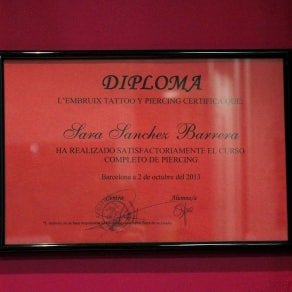 DIPLOMA
L'EMBRUIX TATTOO Y PIERCING CERTIFICA QUE:
Sara Sanchez Barrera
HA REALIZADO SATISFACTORIAMENTE EL CURSO
COMPLETO DE PIERCING
Barcelona a 2 de octubre del 2013
Centro Alumno/a